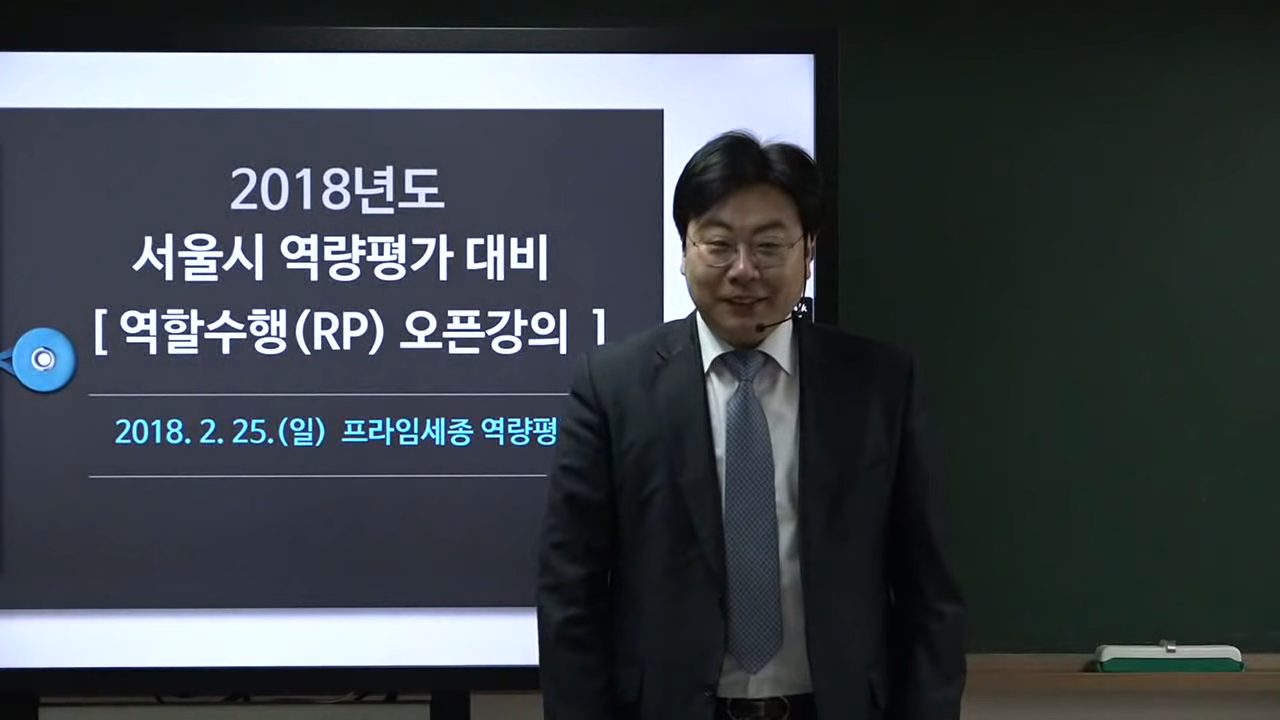 2018년도
서울시 역량평가 대비
[ 역할수행(RP) 오픈강의 ]
2018. 2. 25.(일) 프라임세종 역량평